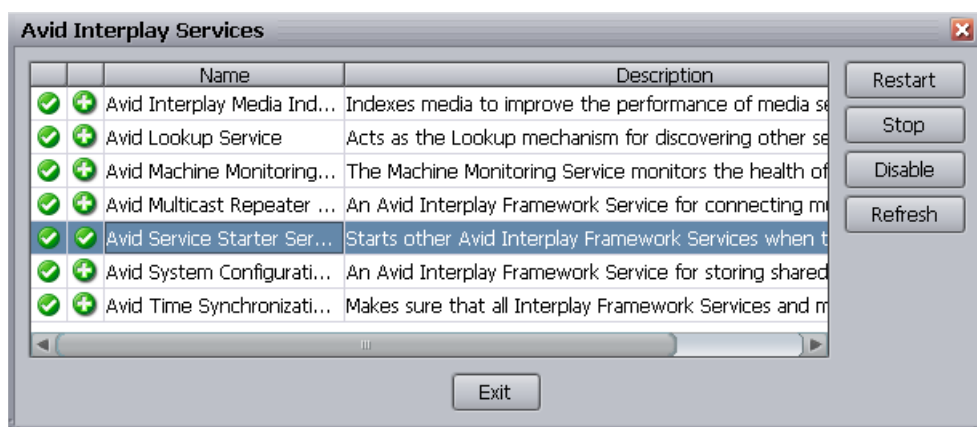 Avid Interplay Services
Name Description
Avid Interplay Media Ind... Indexes media to improve the performance of media se
Avid Lookup Service Acts as the Lookup mechanism for discovering other se
Avid Machine Monitoring... The Machine Monitoring Service monitors the health of
Avid Multicast Repeater ... An Avid Interplay Framework Service for connecting mu
Avid Service Starter Ser... Starts other Avid Interplay Framework Services when t
Avid System Configurati... An Avid Interplay Framework Service for storing shared
Avid Time Synchronizati... Makes sure that all Interplay Framework Services and m
Restart
Stop
Disable
Refresh
Exit